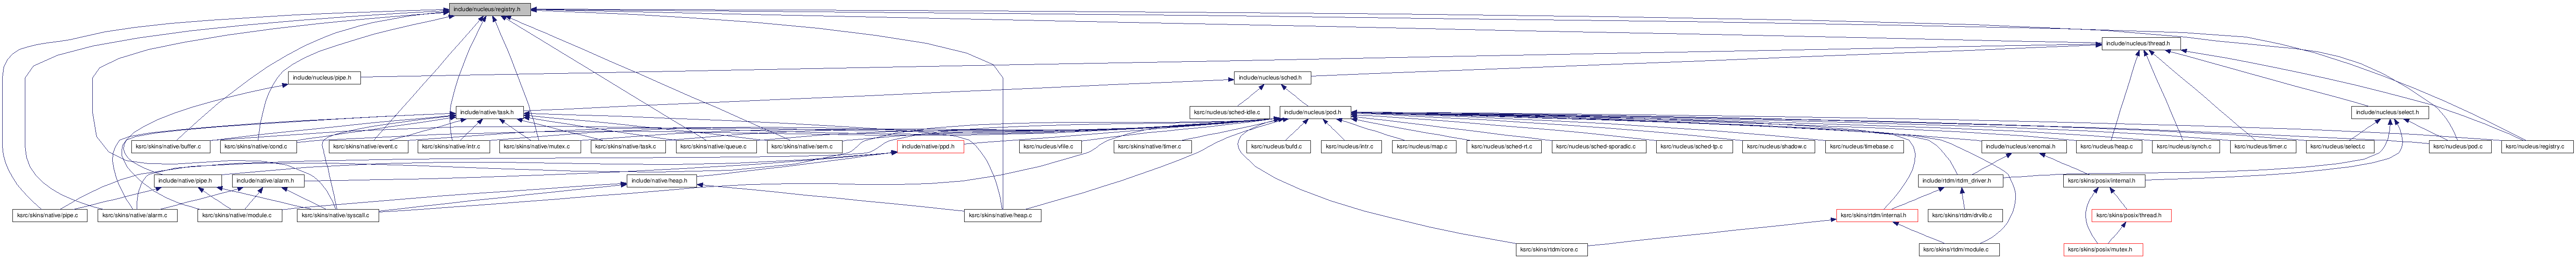 include/nucleus/registry.h
include/nucleus/thread.h
include/nucleus/pipe.h
include/nucleus/sched.h
include/native/task.h
ksrc/nucleus/sched-idle.c
include/nucleus/pod.h
include/nucleus/select.h
ksrc/skins/native/buffer.c
ksrc/skins/native/cond.c
ksrc/skins/native/event.c
ksrc/skins/native/intr.c
ksrc/skins/native/mutex.c
ksrc/skins/native/task.c
ksrc/skins/native/queue.c
ksrc/skins/native/sem.c
include/native/ppd.h
ksrc/nucleus/vfile.c
ksrc/skins/native/timer.c
ksrc/nucleus/bufd.c
ksrc/nucleus/intr.c
ksrc/nucleus/map.c
ksrc/nucleus/sched-rt.c
ksrc/nucleus/sched-sporadic.c
ksrc/nucleus/sched-tp.c
ksrc/nucleus/shadow.c
ksrc/nucleus/timebase.c
include/nucleus/xenomai.h
ksrc/nucleus/heap.c
ksrc/nucleus/synch.c
ksrc/nucleus/timer.c
ksrc/nucleus/select.c
ksrc/nucleus/pod.c
ksrc/nucleus/registry.c
include/native/pipe.h
include/native/alarm.h
include/native/heap.h
include/rtdm/rtdm_driver.h
ksrc/skins/posix/internal.h
ksrc/skins/native/pipe.c
ksrc/skins/native/alarm.c
ksrc/skins/native/module.c
ksrc/skins/native/syscall.c
ksrc/skins/native/heap.c
ksrc/skins/rtdm/internal.h
ksrc/skins/rtdm/drvlib.c
ksrc/skins/posix/thread.h
ksrc/skins/rtdm/core.c
ksrc/skins/rtdm/module.c
ksrc/skins/posix/mutex.h